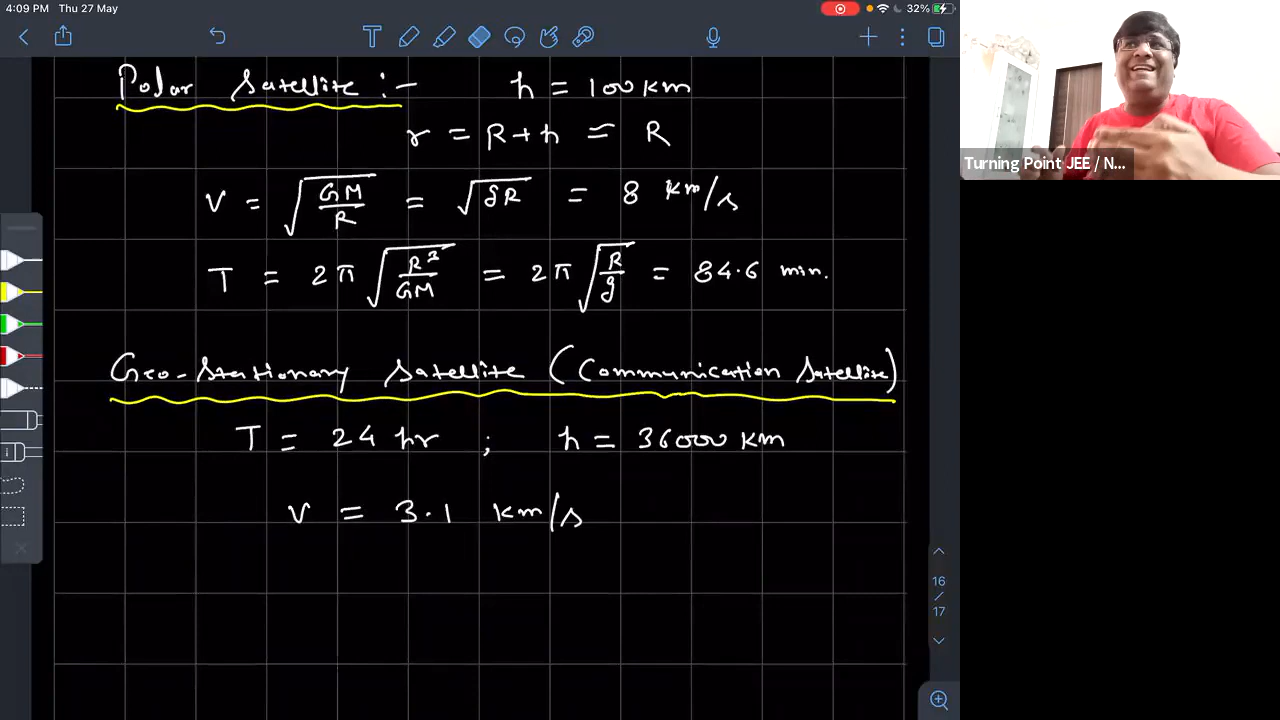 4:09 PM Thu 27 May
32%
Polar Satellite :- h = 100 km
r = R+h = R
v = √(GM/R) = √gR = 8 km/s
T = 2π √(R³/GM) = 2π √(R/g) = 84.6 min.
Geo-Stationary Satellite (Communication Satellite)
T = 24 hr ; h = 36000 km
v = 3.1 km/s
Turning Point JEE / N...
16
/
17